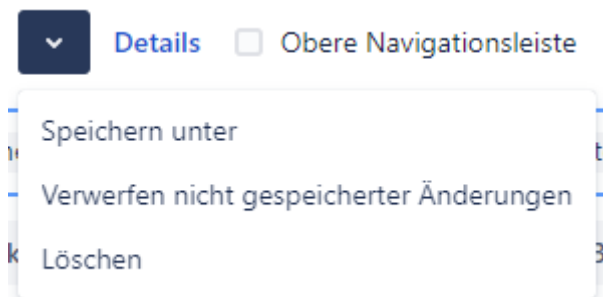 Details Obere Navigationsleiste
Speichern unter
Verwerfen nicht gespeicherter Änderungen
Löschen